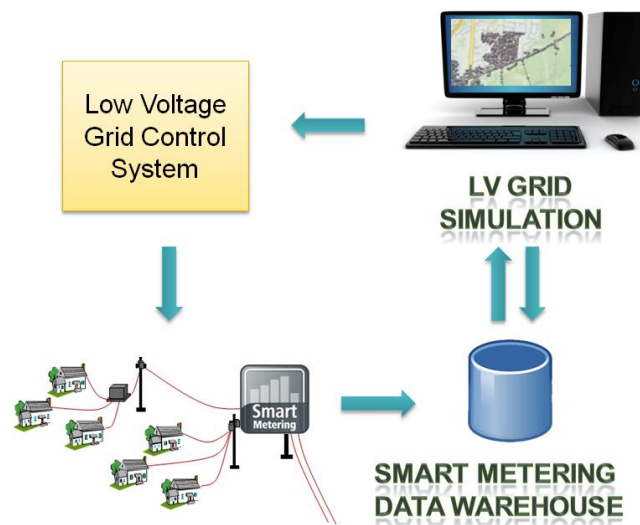 Low Voltage
Grid Control
System
LV GRID
SIMULATION
Smart
Metering
SMART METERING
DATA WAREHOUSE